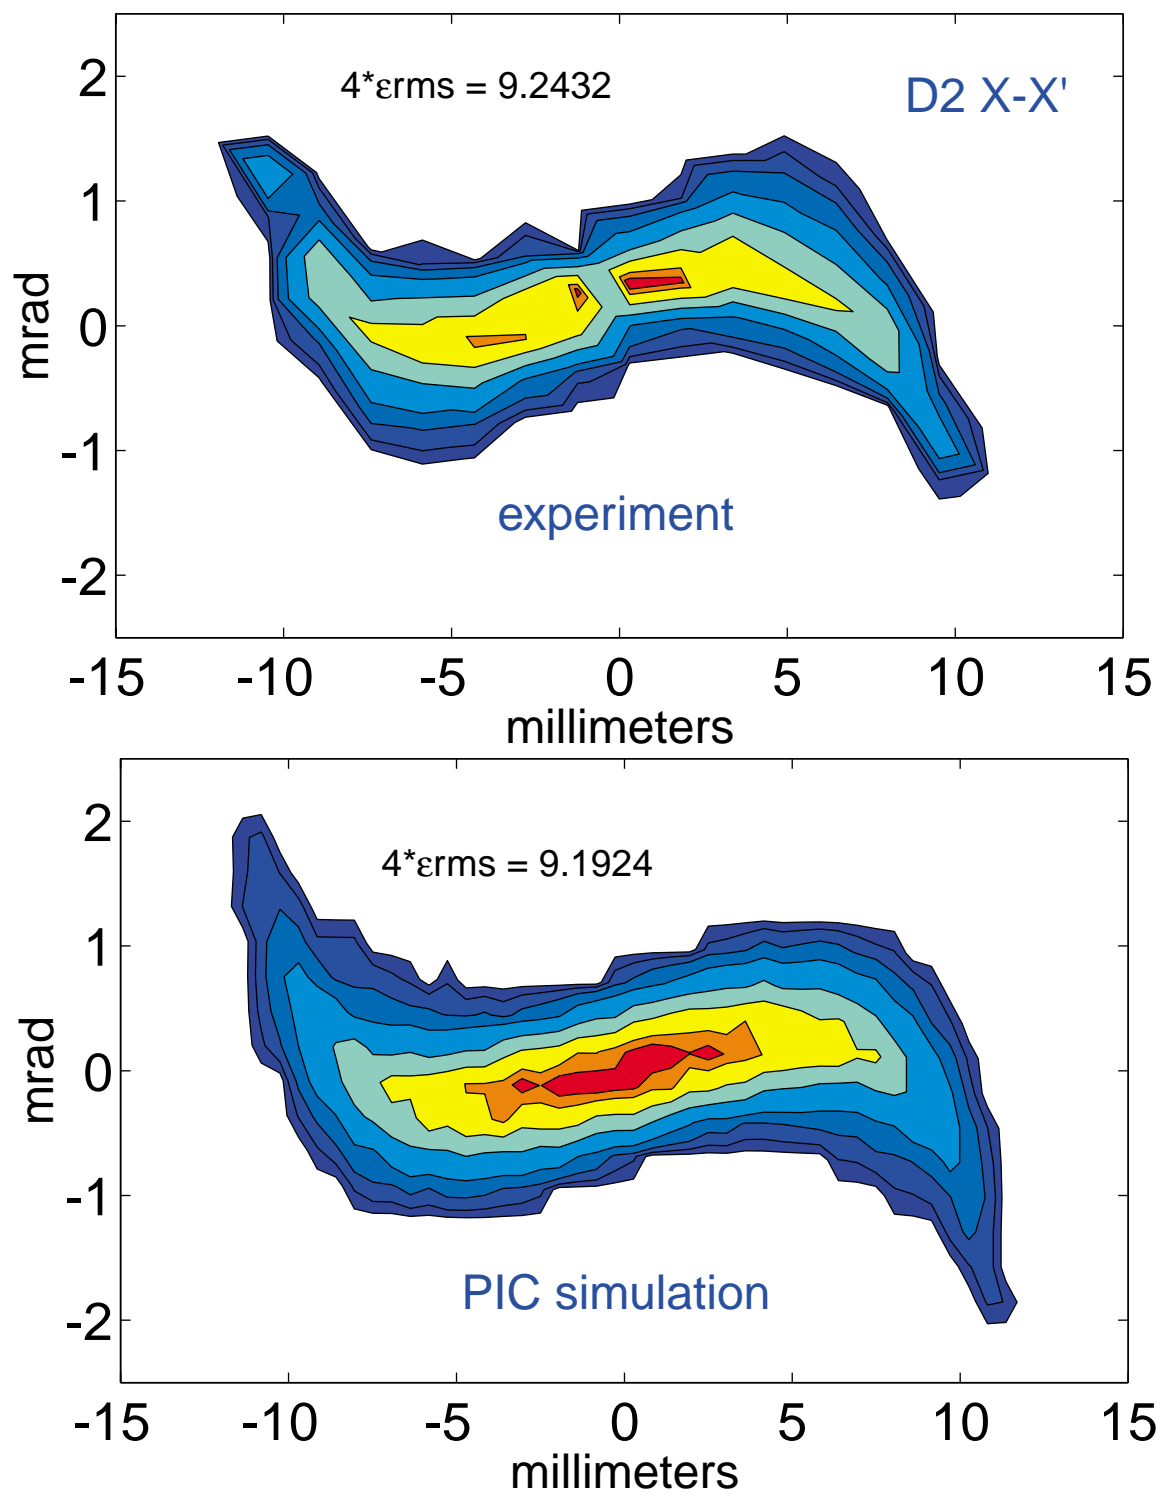 4*εrms = 9.2432
D2 X-X'
2
1
0
-1
-2
mrad
experiment
-15 -10 -5 0 5 10 15
millimeters
4*εrms = 9.1924
2
1
0
-1
-2
mrad
PIC simulation
-15 -10 -5 0 5 10 15
millimeters